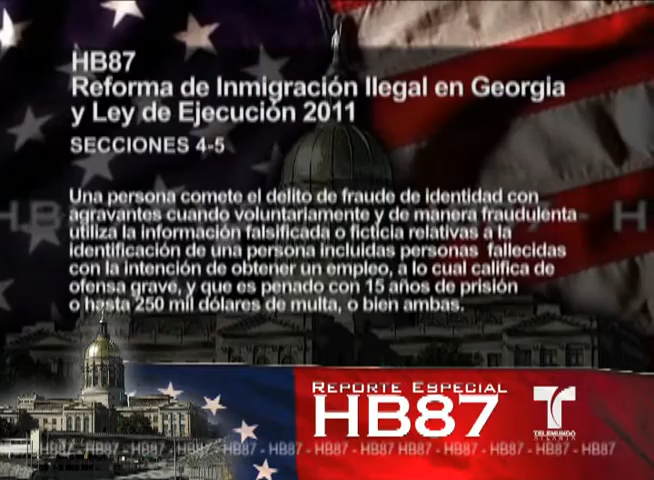 HB87
Reforma de Inmigración Ilegal en Georgia
y Ley de Ejecución 2011
SECCIONES 4-5
Una persona comete el delito de fraude de identidad con
agravantes cuando voluntariamente y de manera fraudulenta
utiliza la información falsificada o ficticia relativas a la
identificación de una persona incluidas personas fallecidas
con la intención de obtener un empleo, a lo cual califica de
ofensa grave, y que es penado con 15 años de prisión
o hasta 250 mil dólares de multa, o bien ambas.
REPORTE ESPECIAL
HB87
TELEMUNDO
ATLANTA
HB87 - HB87 - HB87 - HB87 - HB87 - HB87 - HB87 HB87 - HB87 - HB87 - HB87 - HB87